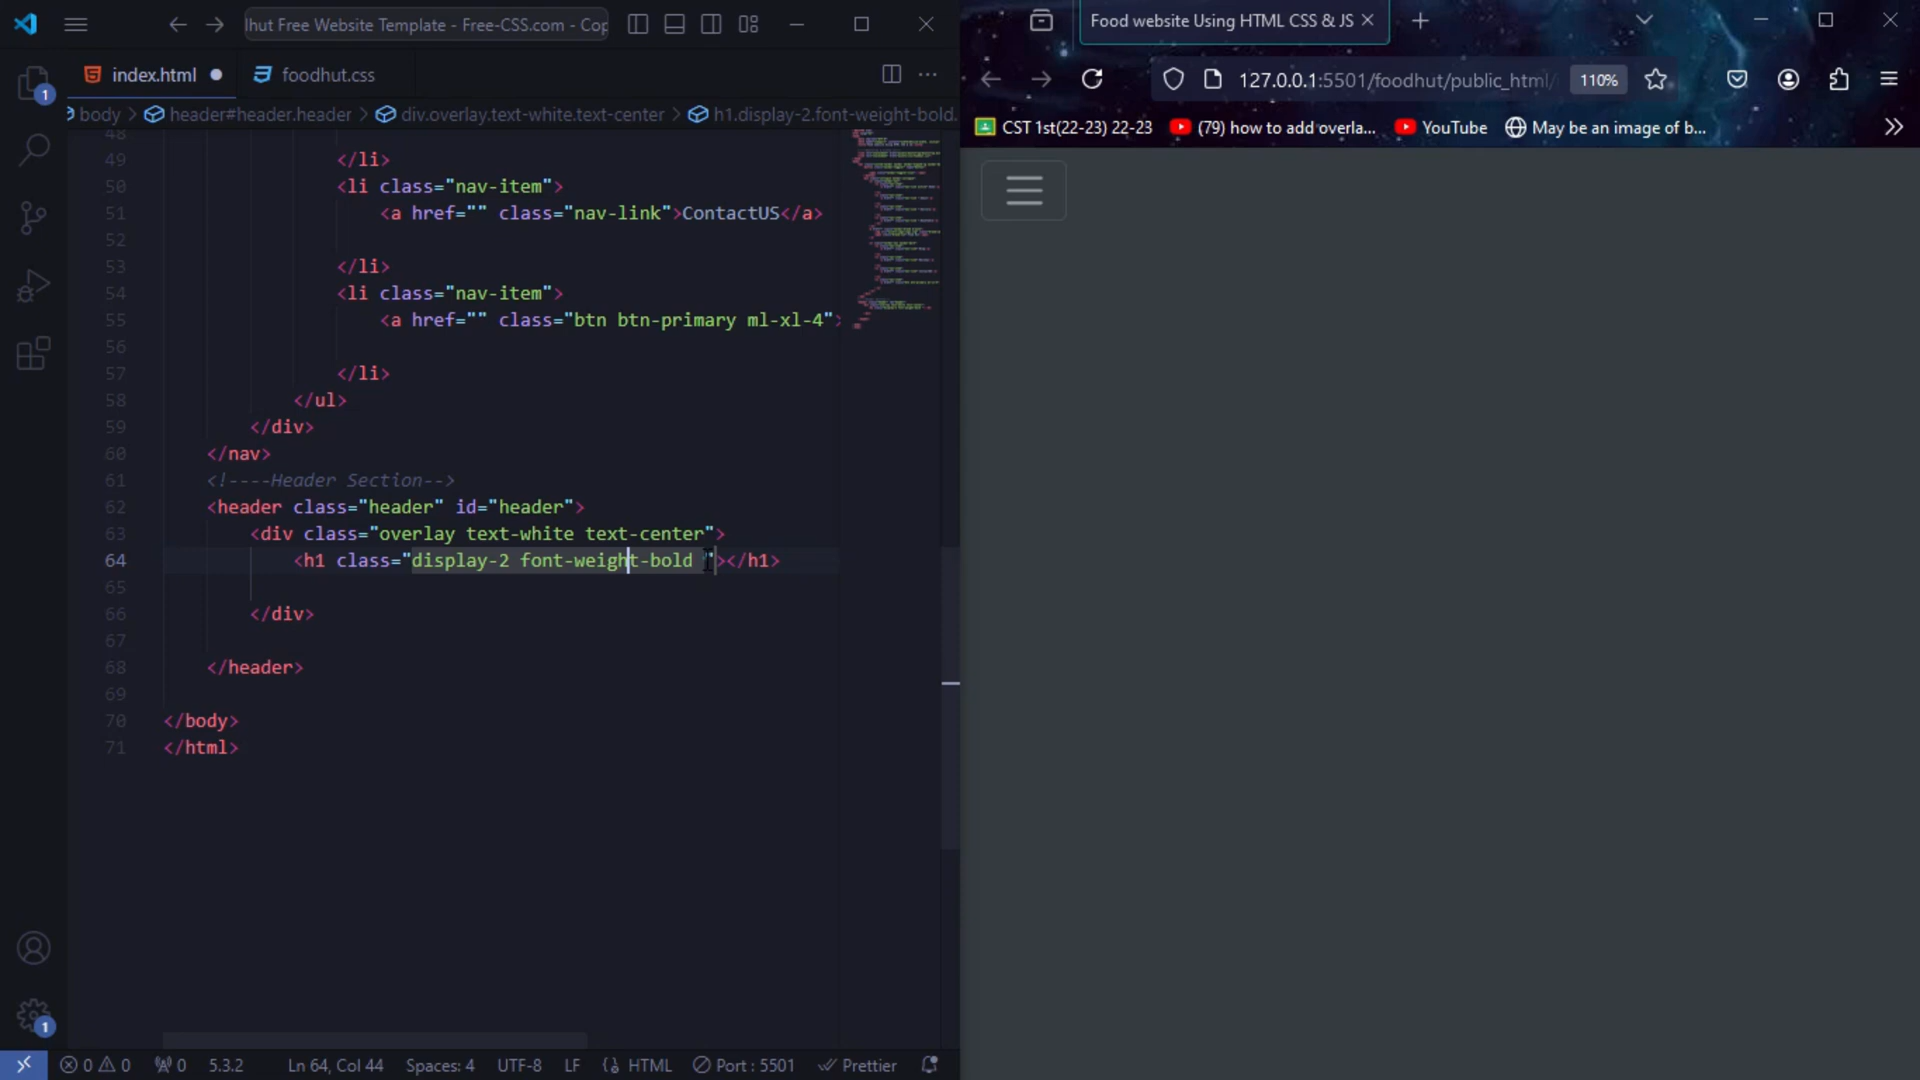 lhut Free Website Template - Free-CSS.com - Cop
index.html
foodhut.css
body > header#header.header > div.overlay.text-white.text-center > h1.display-2.font-weight-bold.
48
49 </li>
50 <li class="nav-item">
51 <a href="" class="nav-link">ContactUS</a>
52
53 </li>
54 <li class="nav-item">
55 <a href="" class="btn btn-primary ml-xl-4">
56
57 </li>
58 </ul>
59 </div>
60 </nav>
61 <!----Header Section-->
62 <header class="header" id="header">
63 <div class="overlay text-white text-center">
64 <h1 class="display-2 font-weight-bold "></h1>
65
66 </div>
67
68 </header>
69
70 </body>
71 </html>
1
1
0 0 0 5.3.2 Ln 64, Col 44 Spaces: 4 UTF-8 LF {} HTML Port : 5501 Prettier
Food website Using HTML CSS & JS
127.0.0.1:5501/foodhut/public_html/ 110%
CST 1st(22-23) 22-23 (79) how to add overla... YouTube May be an image of b...